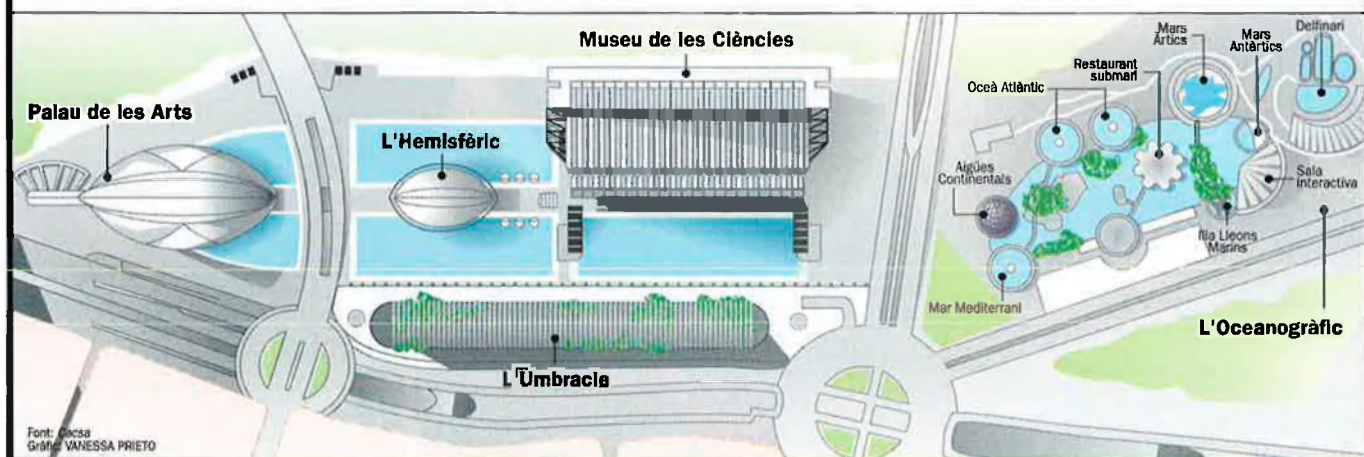 Palau de les Arts
L'Hemisfèric
Museu de les Ciències
L'Umbracle
Oceà Atlàntic
Restaurant
submarí
Mars
Àrtics
Mars
Antàrtics
Delfinari
Aigües
Continentals
Sala
interactiva
Illa Lleons
Marins
Mar Mediterrani
L'Oceanogràfic
Font: Cacsa
Gràfic: VANESSA PRIETO